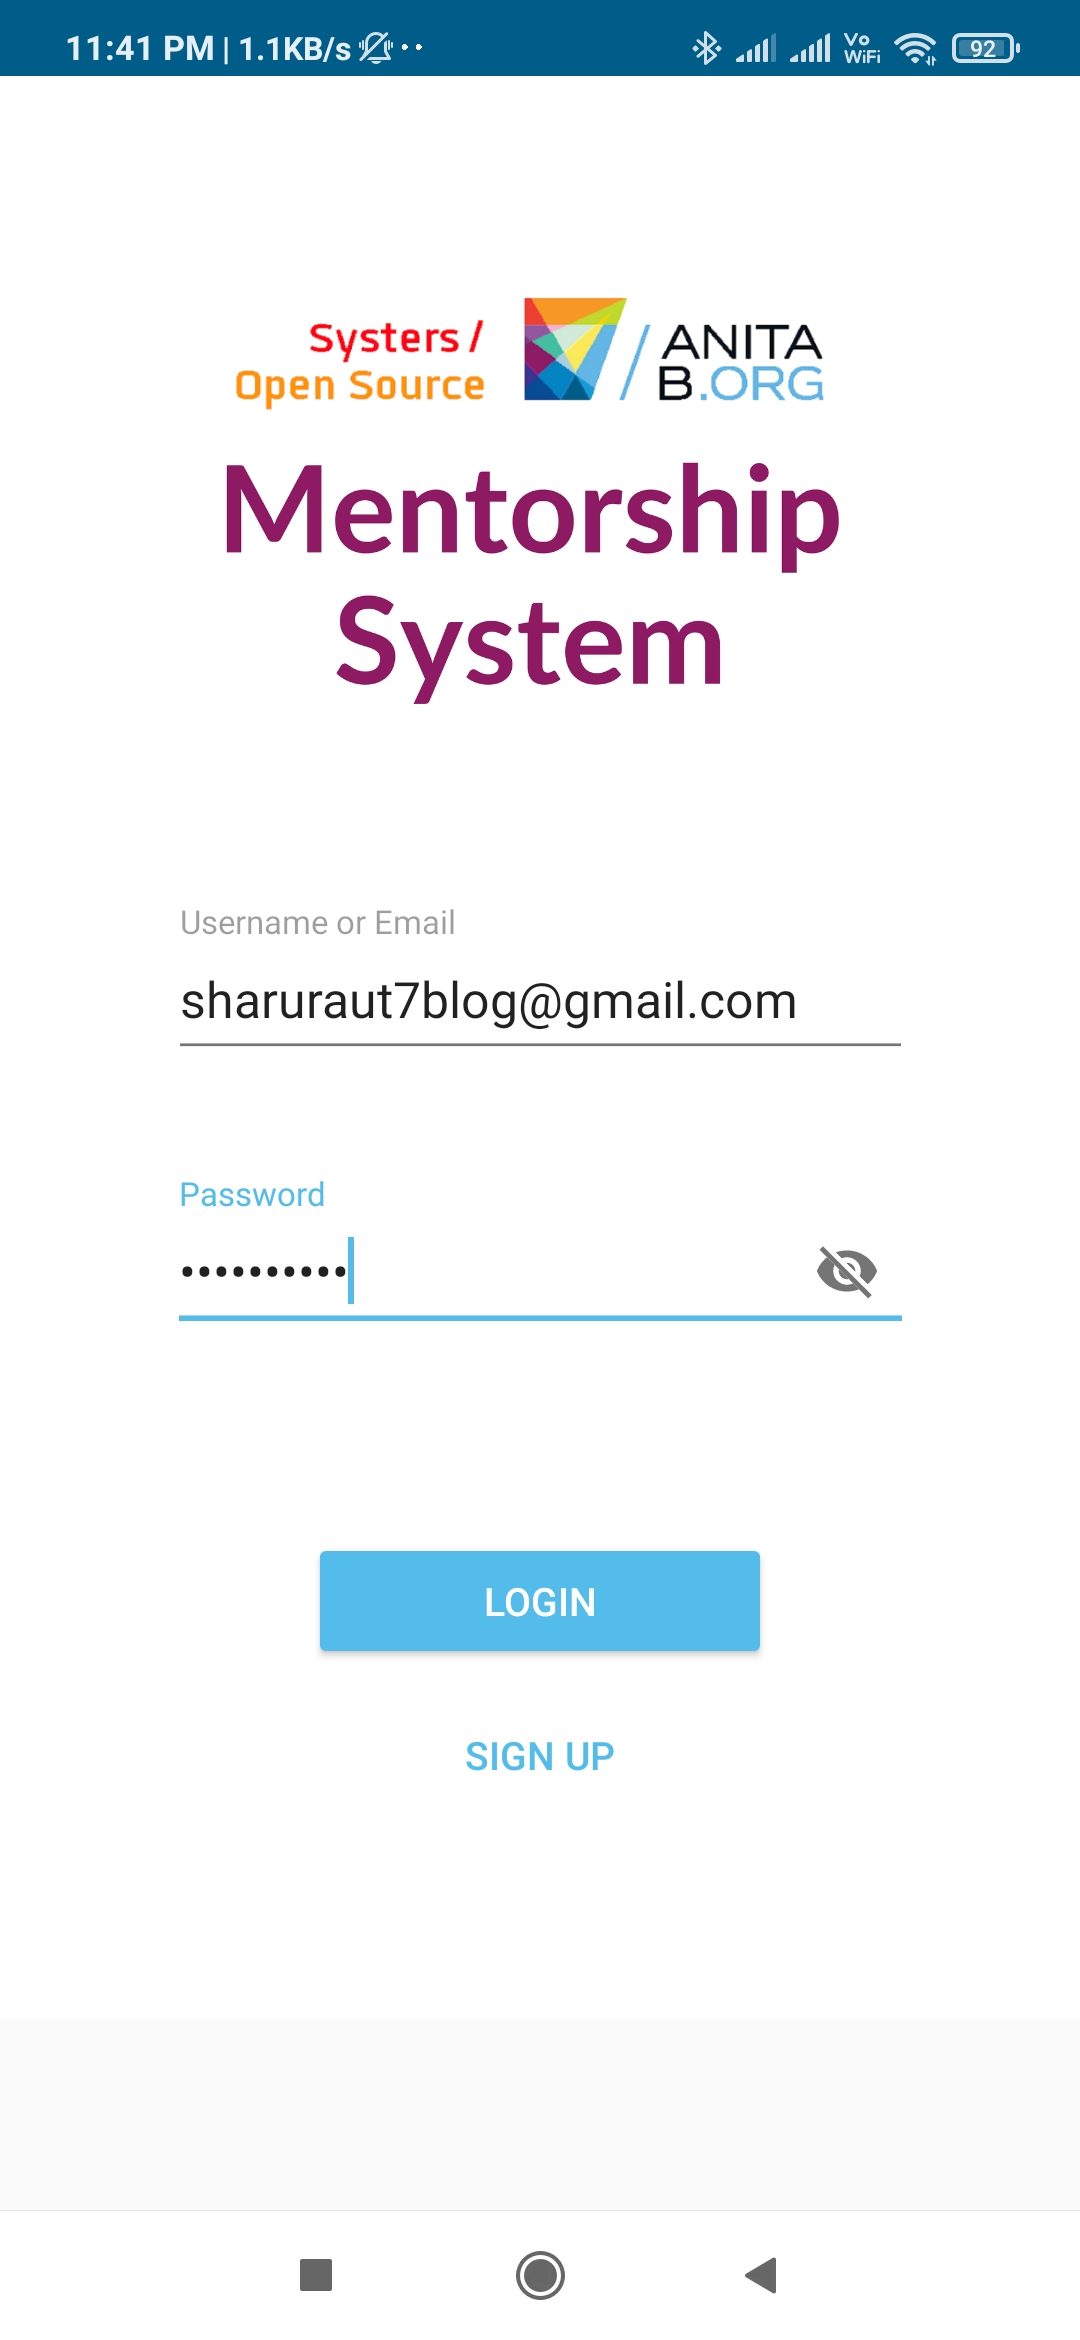 11:41 PM | 1.1KB/s
Vo
WiFi
92
Systers /
Open Source
ANITA
B.ORG
Mentorship
System
Username or Email
sharuraut7blog@gmail.com
Password
••••••••••
LOGIN
SIGN UP